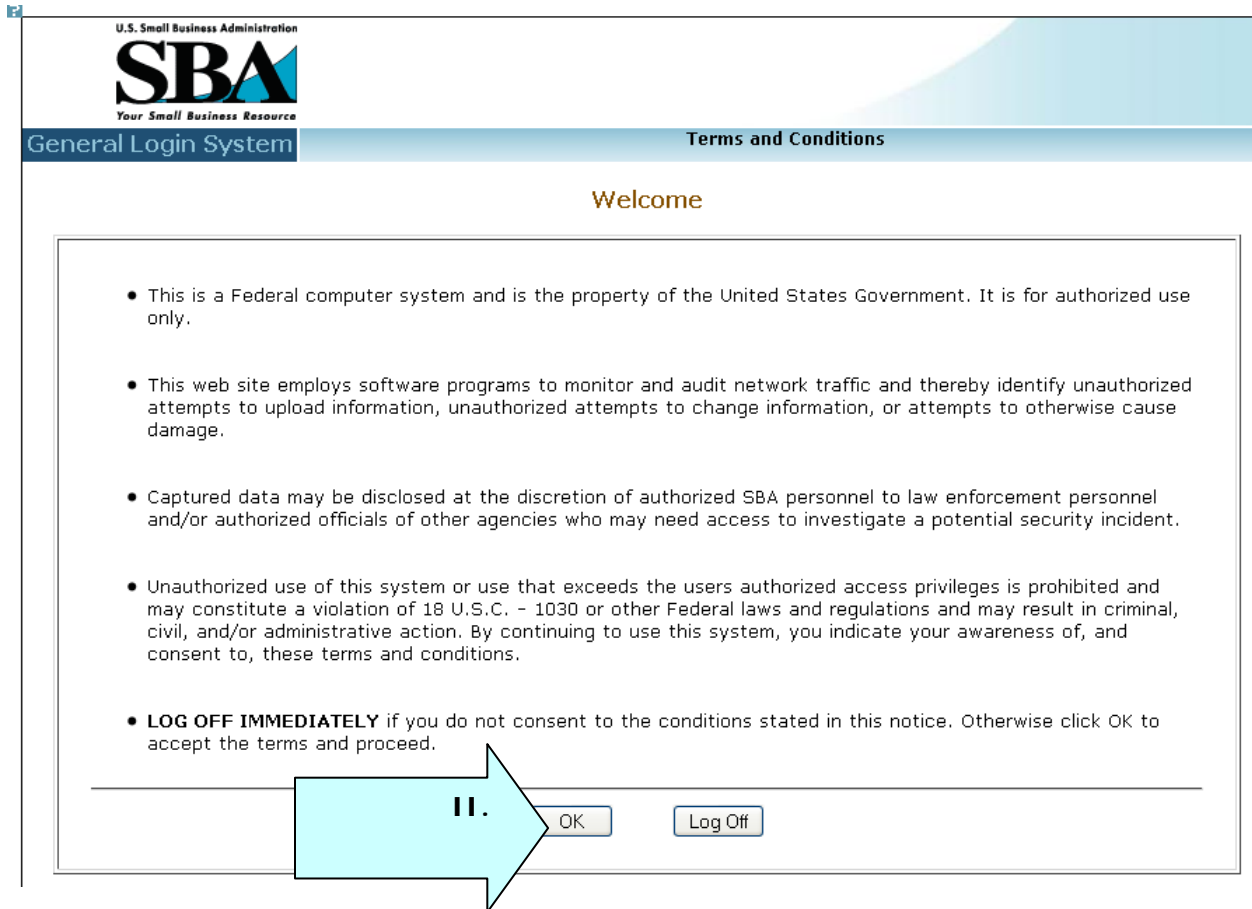 ?
U.S. Small Business Administration
SBA
Your Small Business Resource
General Login System
Terms and Conditions
Welcome
• This is a Federal computer system and is the property of the United States Government. It is for authorized use
only.
• This web site employs software programs to monitor and audit network traffic and thereby identify unauthorized
attempts to upload information, unauthorized attempts to change information, or attempts to otherwise cause
damage.
• Captured data may be disclosed at the discretion of authorized SBA personnel to law enforcement personnel
and/or authorized officials of other agencies who may need access to investigate a potential security incident.
• Unauthorized use of this system or use that exceeds the users authorized access privileges is prohibited and
may constitute a violation of 18 U.S.C. – 1030 or other Federal laws and regulations and may result in criminal,
civil, and/or administrative action. By continuing to use this system, you indicate your awareness of, and
consent to, these terms and conditions.
• LOG OFF IMMEDIATELY if you do not consent to the conditions stated in this notice. Otherwise click OK to
accept the terms and proceed.
II.
OK
Log Off